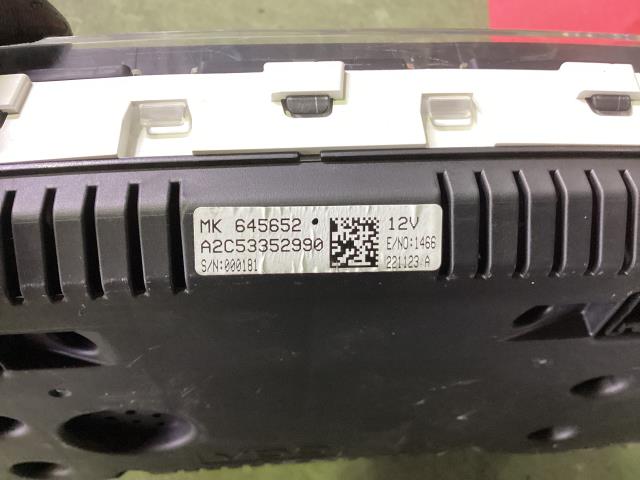 MK 645652
A2C53352990
S/N:000181
12V
E/NO:1466
221123/A